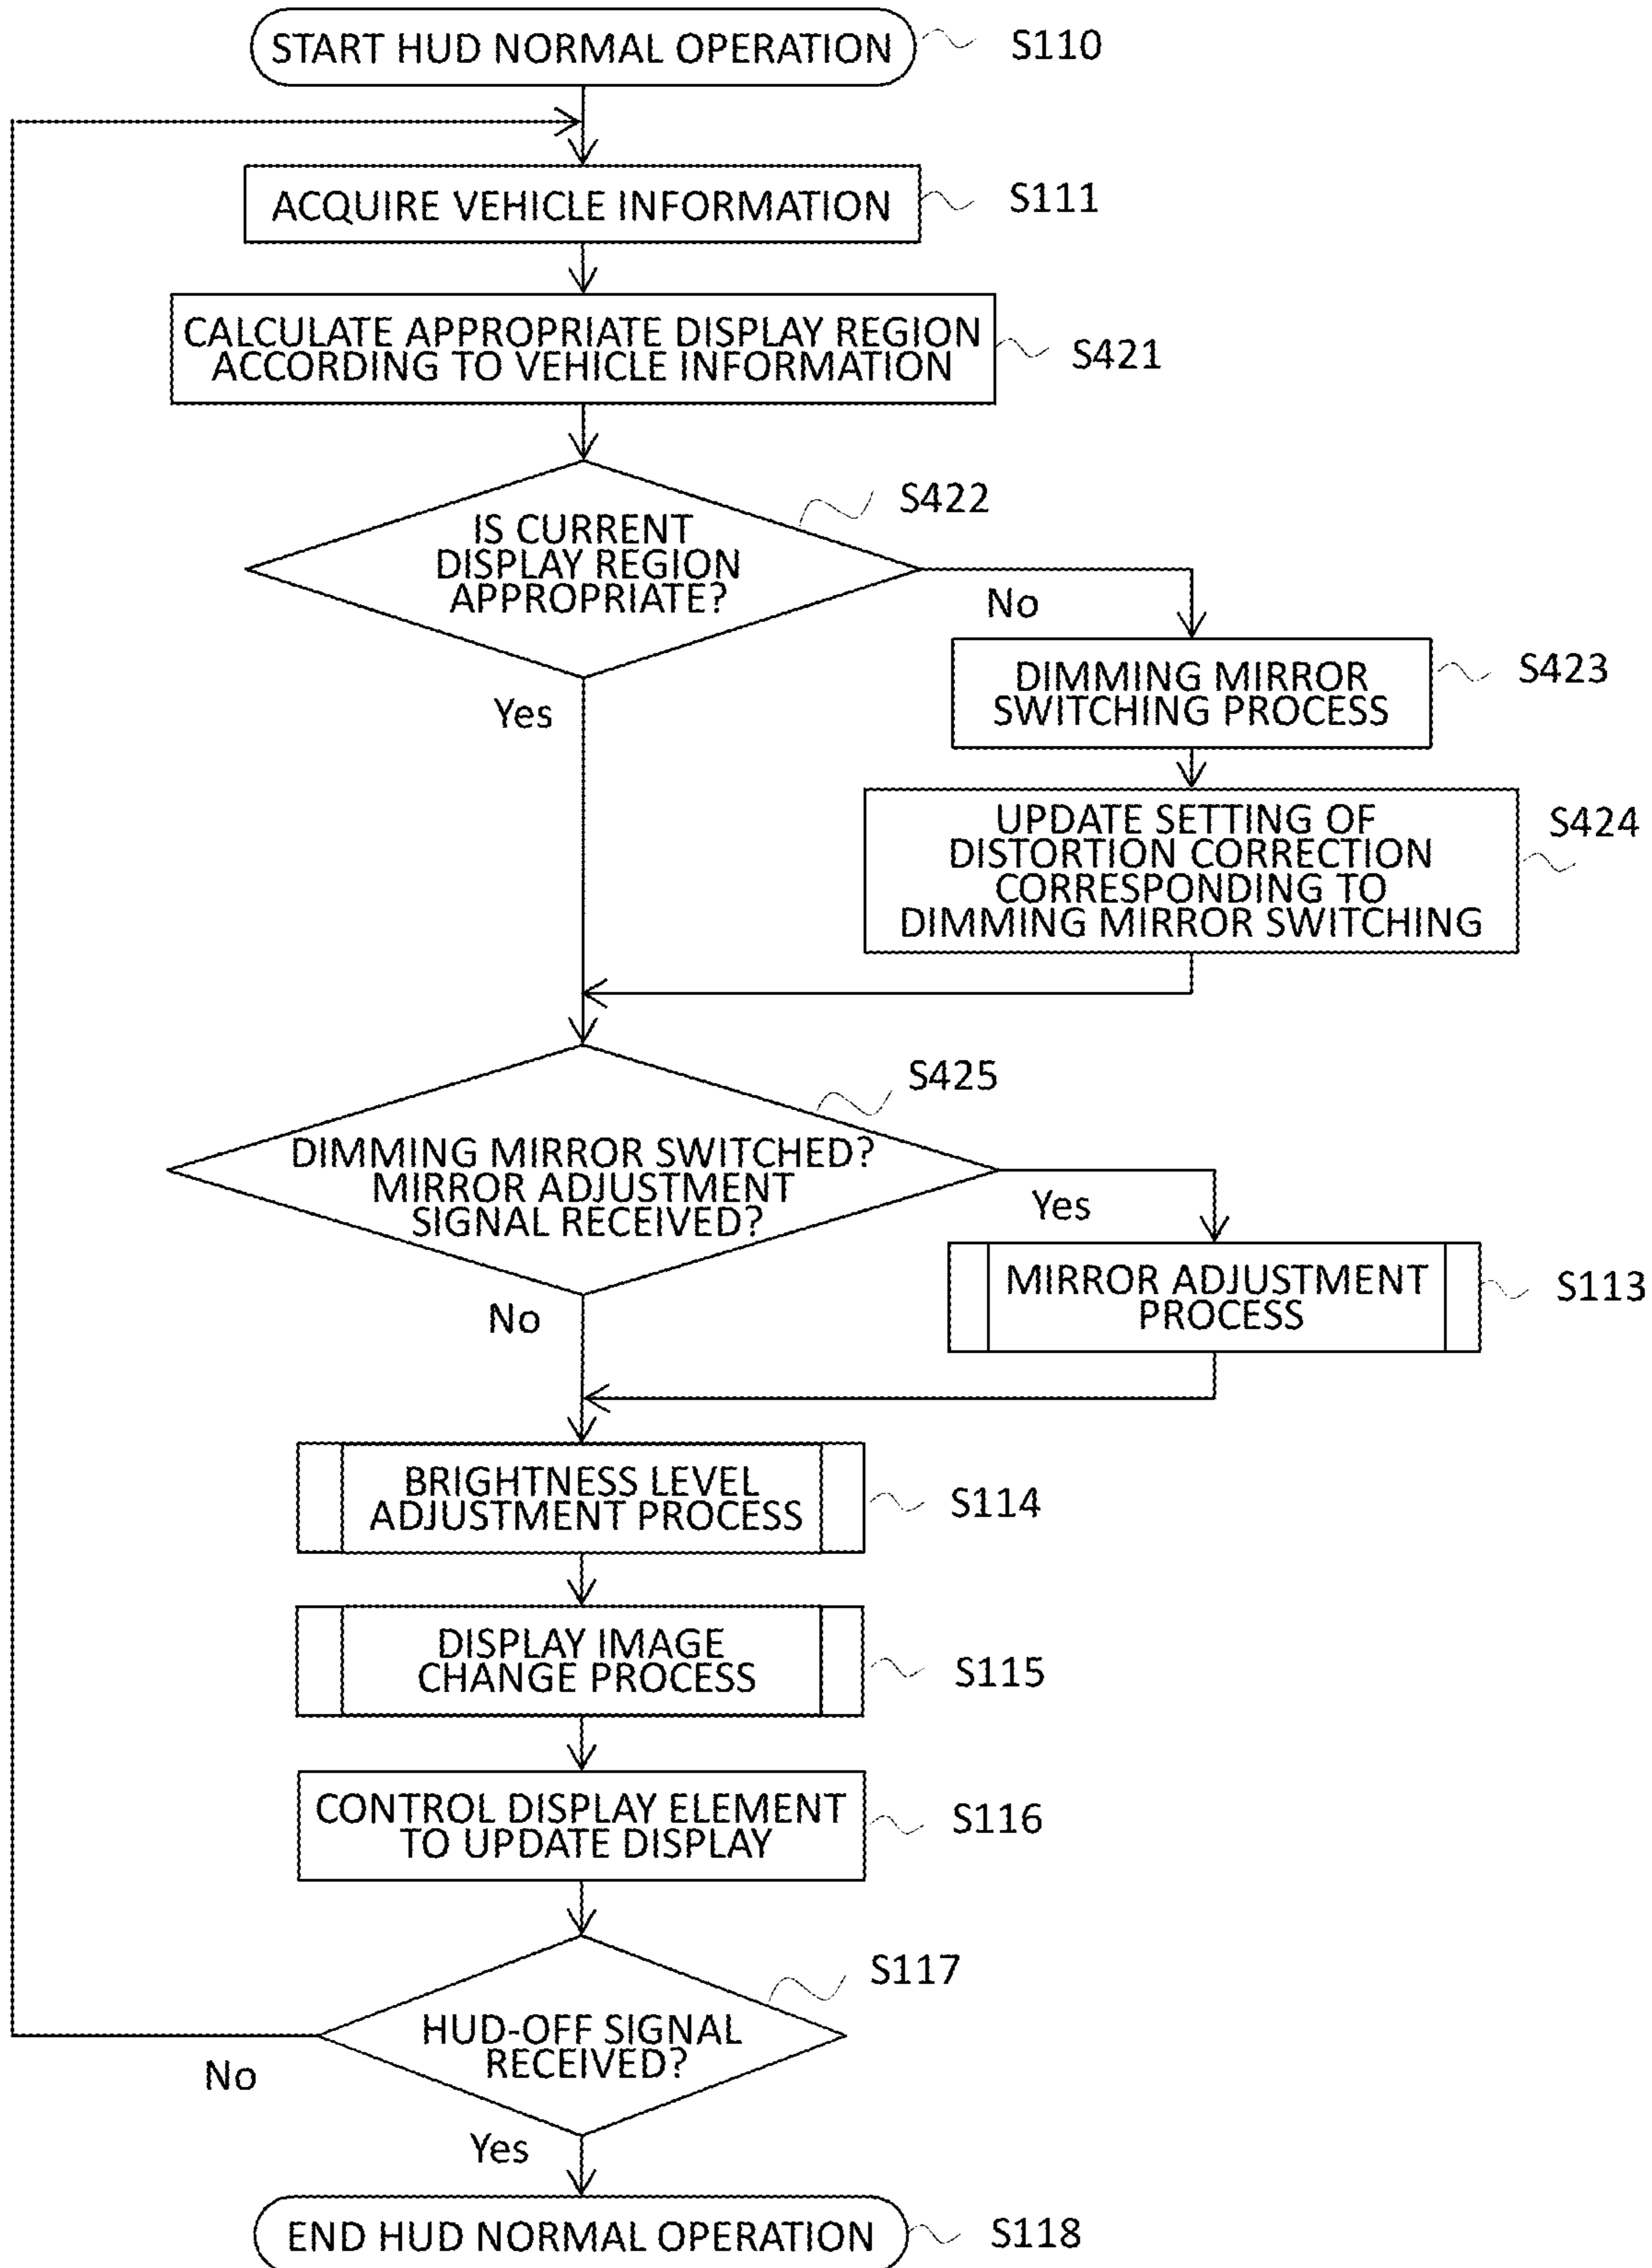 START HUD NORMAL OPERATION
S110
ACQUIRE VEHICLE INFORMATION
S111
CALCULATE APPROPRIATE DISPLAY REGION
ACCORDING TO VEHICLE INFORMATION
S421
IS CURRENT
DISPLAY REGION
APPROPRIATE?
S422
No
Yes
DIMMING MIRROR
SWITCHING PROCESS
S423
UPDATE SETTING OF
DISTORTION CORRECTION
CORRESPONDING TO
DIMMING MIRROR SWITCHING
S424
DIMMING MIRROR SWITCHED?
MIRROR ADJUSTMENT
SIGNAL RECEIVED?
S425
Yes
No
MIRROR ADJUSTMENT
PROCESS
S113
BRIGHTNESS LEVEL
ADJUSTMENT PROCESS
S114
DISPLAY IMAGE
CHANGE PROCESS
S115
CONTROL DISPLAY ELEMENT
TO UPDATE DISPLAY
S116
HUD-OFF SIGNAL
RECEIVED?
S117
No
Yes
END HUD NORMAL OPERATION
S118